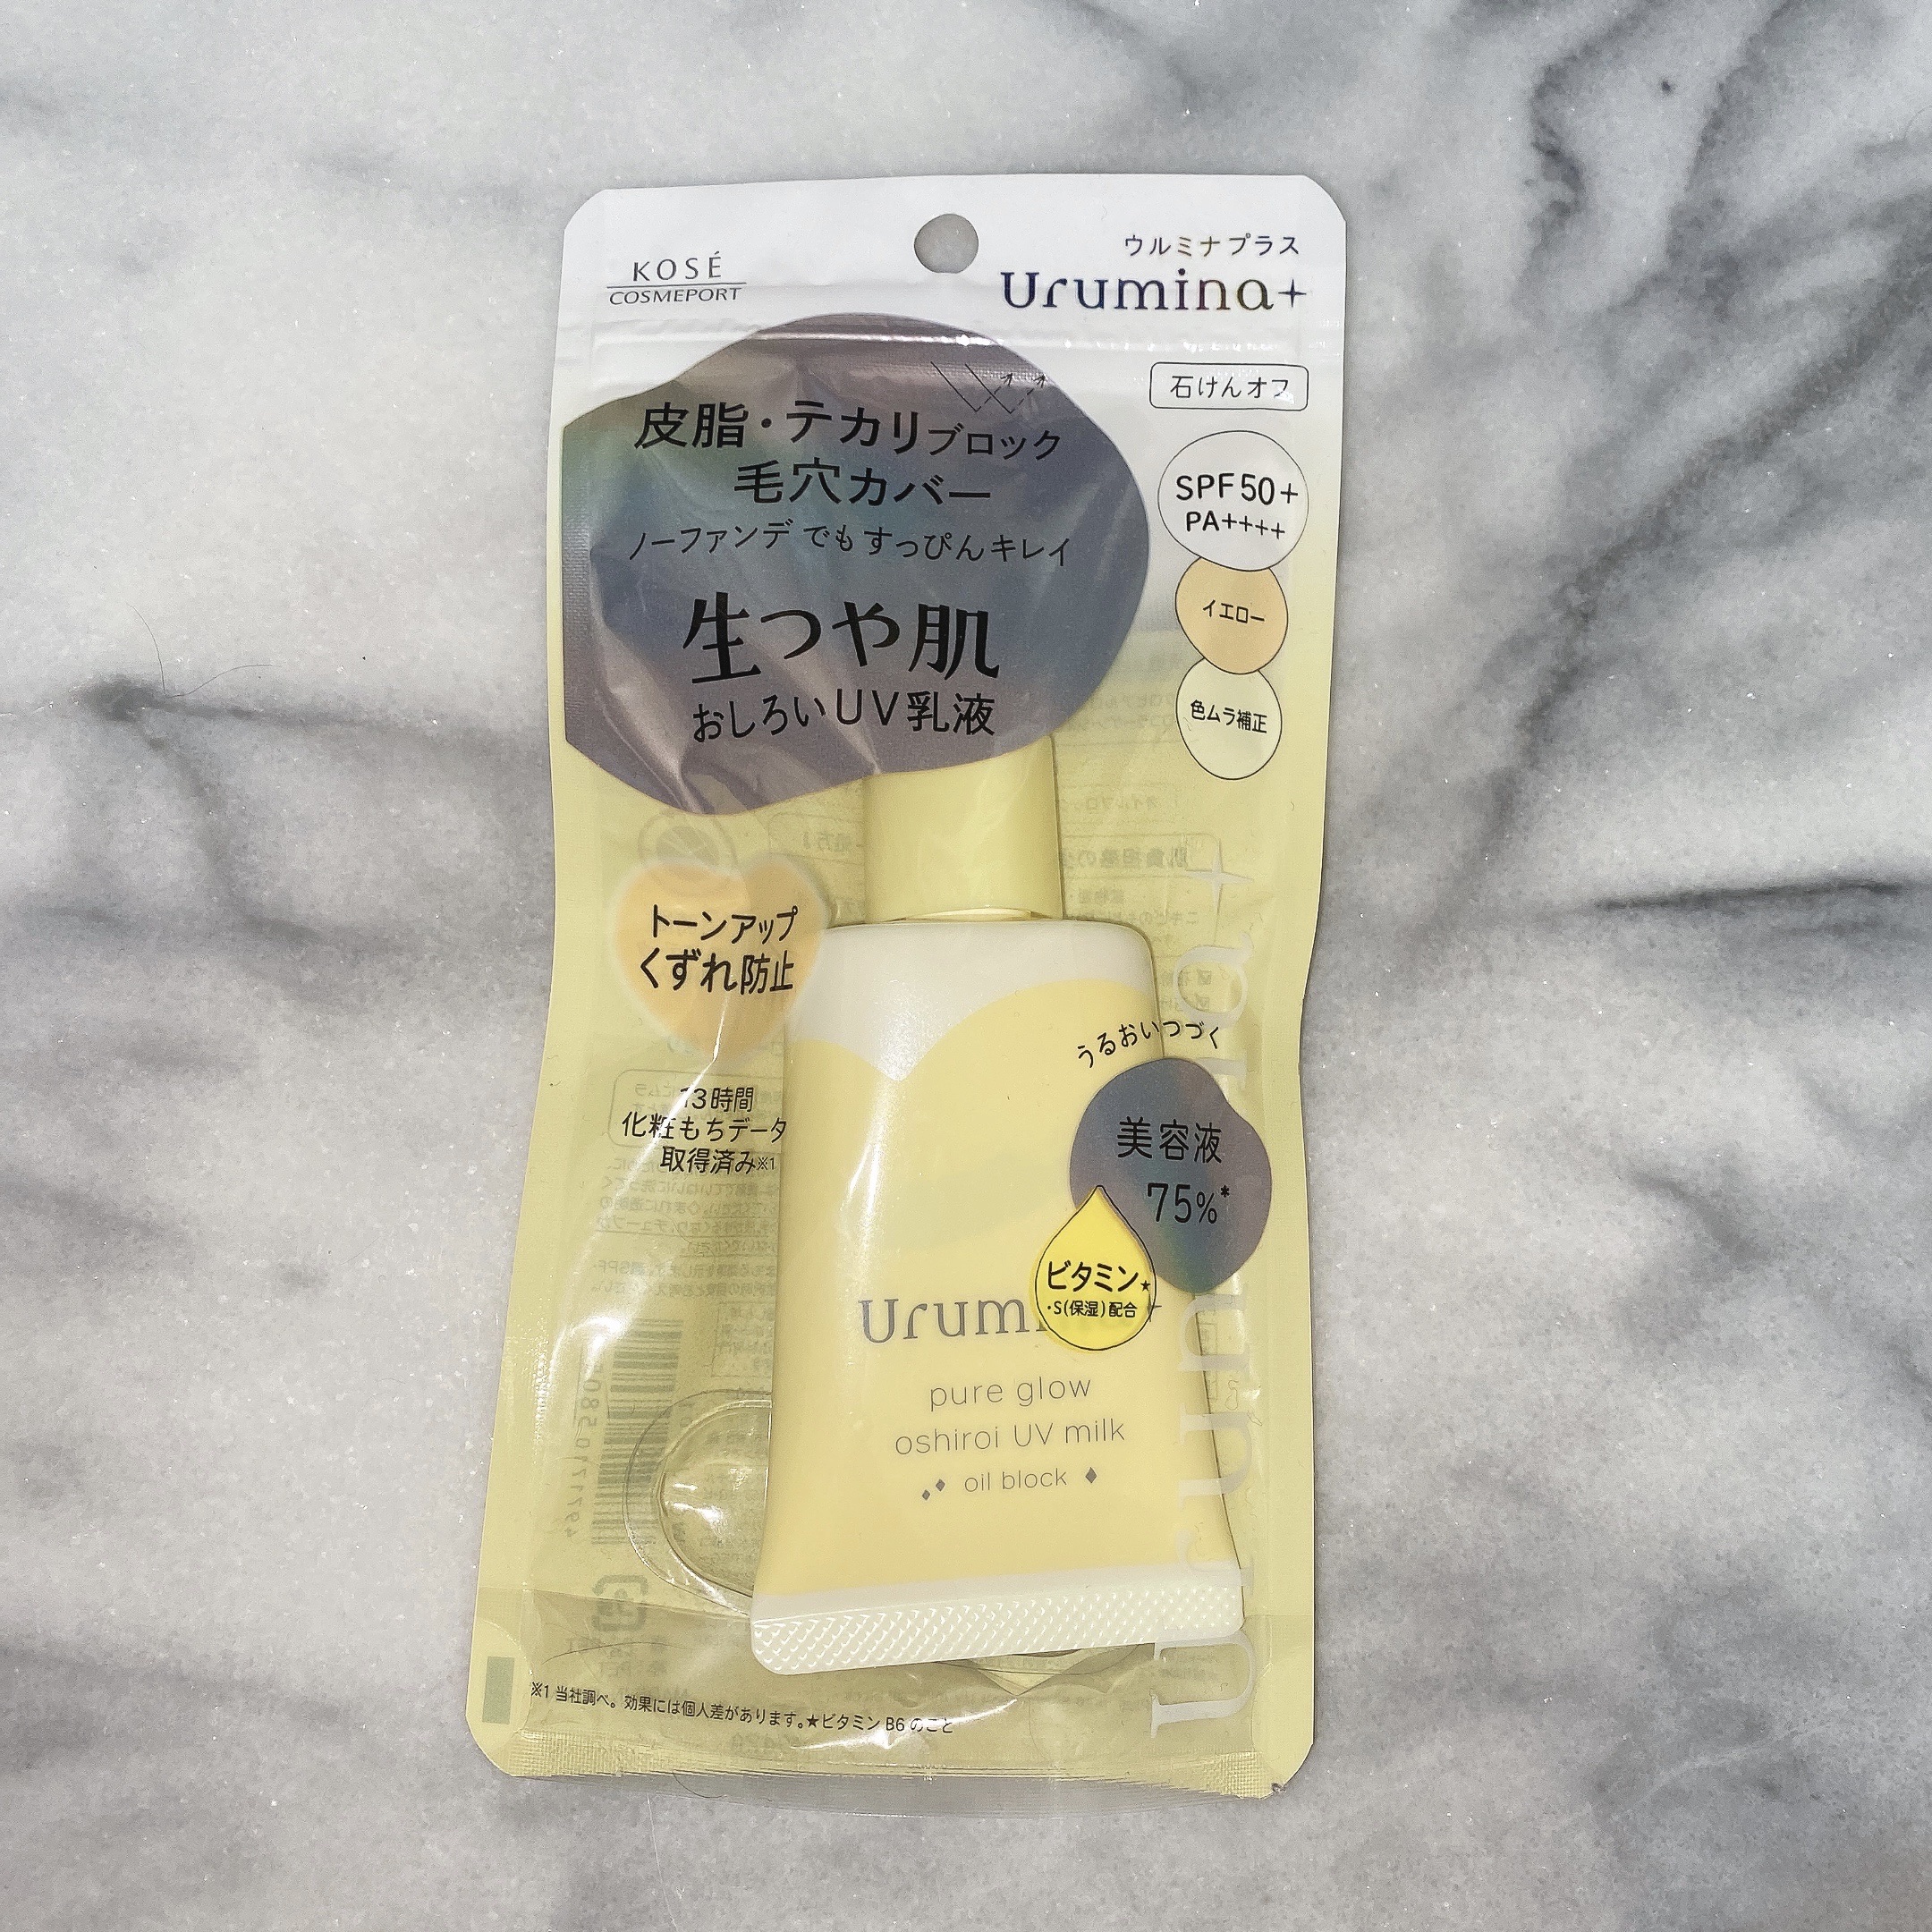 KOSÉ
COSMEPORT
ウルミナプラス
Urumina+
石けんオフ
皮脂・テカリブロック
毛穴カバー
ノーファンデでもすっぴんキレイ
生つや肌
おしろいUV乳液
SPF50+
PA++++
イエロー
色ムラ補正
トーンアップ
くずれ防止
13時間
化粧もちデータ
取得済み※1
うるおいつづく
美容液
75%*
ビタミン★
・S(保湿)配合
Urum
pure glow
oshiroi UV milk
oil block
Urumina+
※1 当社調べ。効果には個人差があります。★ビタミンB6のこと